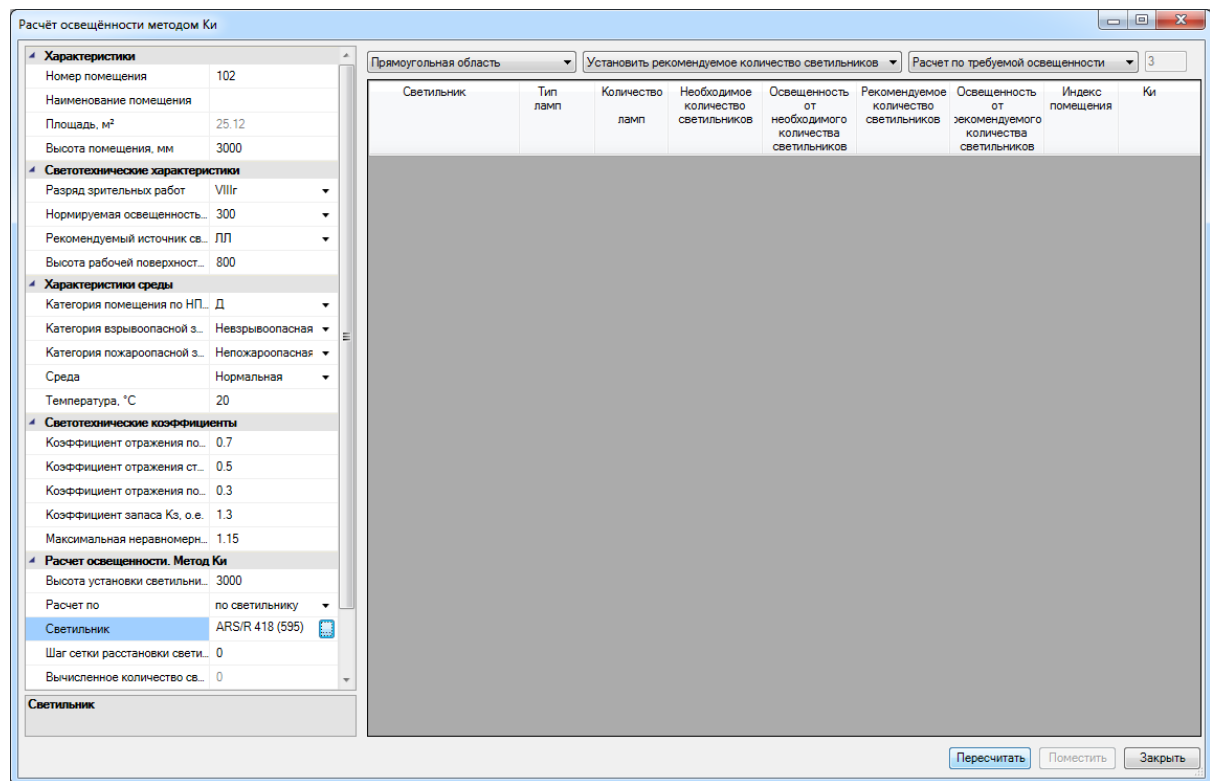 Расчёт освещённости методом Ки
Характеристики
Номер помещения 102
Наименование помещения
Площадь, м² 25.12
Высота помещения, мм 3000
Светотехнические характеристики
Разряд зрительных работ VIIIг
Нормируемая освещенность... 300
Рекомендуемый источник св... ЛЛ
Высота рабочей поверхност... 800
Характеристики среды
Категория помещения по НП... Д
Категория взрывоопасной з... Невзрывоопасная
Категория пожароопасной з... Непожароопасная
Среда Нормальная
Температура, °C 20
Светотехнические коэффициенты
Коэффициент отражения по... 0.7
Коэффициент отражения ст... 0.5
Коэффициент отражения по... 0.3
Коэффициент запаса Kз, о.е. 1.3
Максимальная неравномерн... 1.15
Расчет освещенности. Метод Ки
Высота установки светильни... 3000
Расчет по по светильнику
Светильник ARS/R 418 (595)
Шаг сетки расстановки свети... 0
Вычисленное количество св... 0
Светильник
Прямоугольная область Установить рекомендуемое количество светильников Расчет по требуемой освещенности 3
Светильник Тип Количество Необходимое Освещенность Рекомендуемое Освещенность Индекс Ки
ламп количество от количество от помещения
ламп светильников необходимого светильников рекомендуемого
количества количества
светильников светильников
Пересчитать Поместить Закрыть